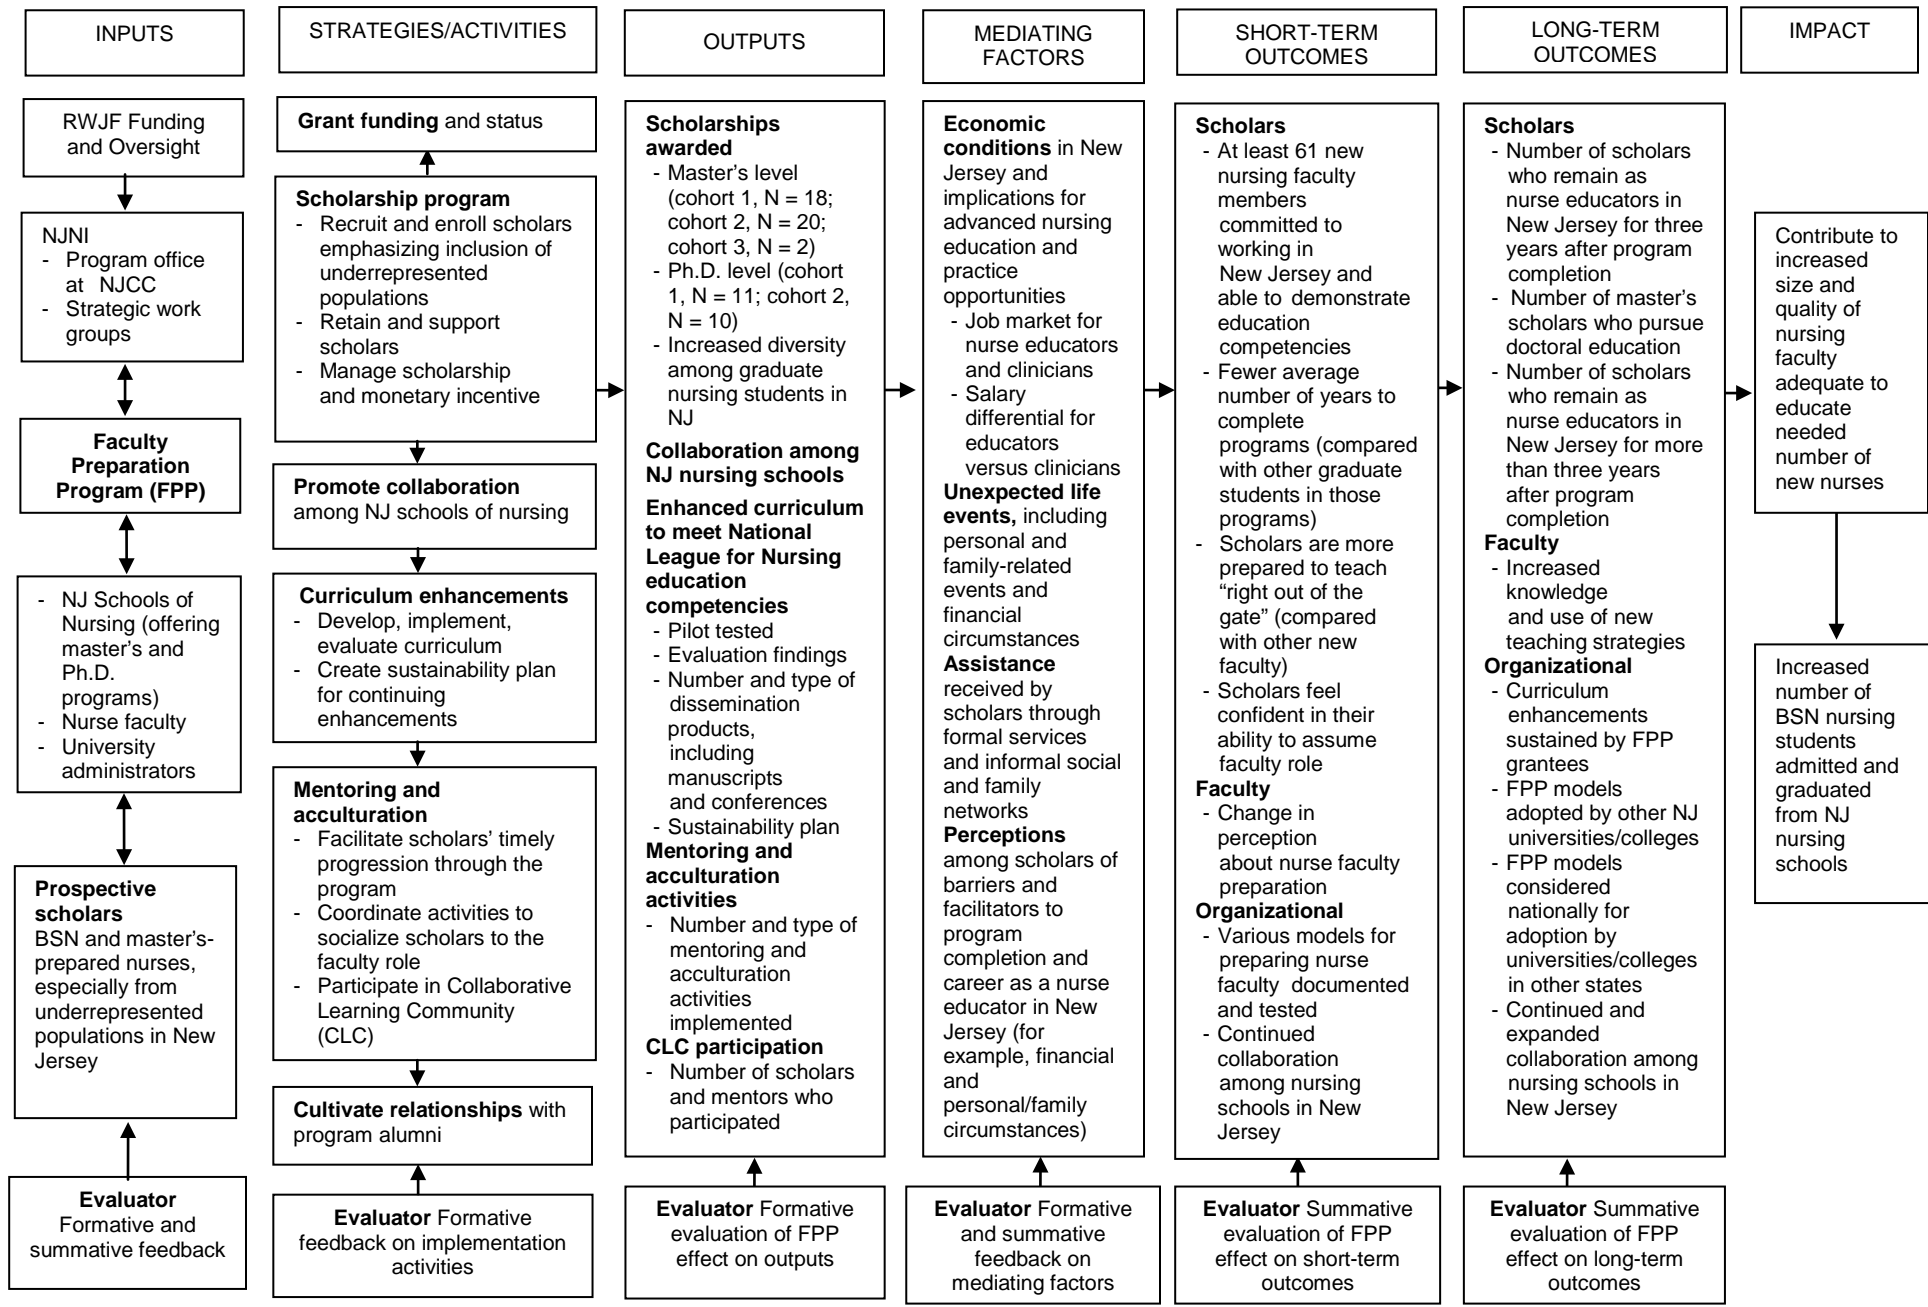 INPUTS
STRATEGIES/ACTIVITIES
OUTPUTS
MEDIATING
FACTORS
SHORT-TERM
OUTCOMES
LONG-TERM
OUTCOMES
IMPACT
RWJF Funding
and Oversight
NJNI
- Program office
at NJCC
- Strategic work
groups
Faculty
Preparation
Program (FPP)
- NJ Schools of
Nursing (offering
master’s and
Ph.D.
programs)
- Nurse faculty
- University
administrators
Prospective
scholars
BSN and master’s-
prepared nurses,
especially from
underrepresented
populations in New
Jersey
Evaluator
Formative and
summative feedback
Grant funding and status
Scholarship program
- Recruit and enroll scholars
emphasizing inclusion of
underrepresented
populations
- Retain and support
scholars
- Manage scholarship
and monetary incentive
Promote collaboration
among NJ schools of nursing
Curriculum enhancements
- Develop, implement,
evaluate curriculum
- Create sustainability plan
for continuing
enhancements
Mentoring and
acculturation
- Facilitate scholars’ timely
progression through the
program
- Coordinate activities to
socialize scholars to the
faculty role
- Participate in Collaborative
Learning Community
(CLC)
Cultivate relationships with
program alumni
Evaluator Formative
feedback on implementation
activities
Scholarships
awarded
- Master’s level
(cohort 1, N = 18;
cohort 2, N = 20;
cohort 3, N = 2)
- Ph.D. level (cohort
1, N = 11; cohort 2,
N = 10)
- Increased diversity
among graduate
nursing students in
NJ
Collaboration among
NJ nursing schools
Enhanced curriculum
to meet National
League for Nursing
education
competencies
- Pilot tested
- Evaluation findings
- Number and type of
dissemination
products,
including
manuscripts
and conferences
- Sustainability plan
Mentoring and
acculturation
activities
- Number and type of
mentoring and
acculturation
activities
implemented
CLC participation
- Number of scholars
and mentors who
participated
Evaluator Formative
evaluation of FPP
effect on outputs
Economic
conditions in New
Jersey and
implications for
advanced nursing
education and
practice
opportunities
- Job market for
nurse educators
and clinicians
- Salary
differential for
educators
versus clinicians
Unexpected life
events, including
personal and
family-related
events and
financial
circumstances
Assistance
received by
scholars through
formal services
and informal social
and family
networks
Perceptions
among scholars of
barriers and
facilitators to
program
completion and
career as a nurse
educator in New
Jersey (for
example, financial
and
personal/family
circumstances)
Evaluator Formative
and summative
feedback on
mediating factors
Scholars
- At least 61 new
nursing faculty
members
committed to
working in
New Jersey and
able to demonstrate
education
competencies
- Fewer average
number of years to
complete
programs (compared
with other graduate
students in those
programs)
- Scholars are more
prepared to teach
“right out of the
gate” (compared
with other new
faculty)
- Scholars feel
confident in their
ability to assume
faculty role
Faculty
- Change in
perception
about nurse faculty
preparation
Organizational
- Various models for
preparing nurse
faculty documented
and tested
- Continued
collaboration
among nursing
schools in New
Jersey
Evaluator Summative
evaluation of FPP
effect on short-term
outcomes
Scholars
- Number of scholars
who remain as
nurse educators in
New Jersey for three
years after program
completion
- Number of master’s
scholars who pursue
doctoral education
- Number of scholars
who remain as
nurse educators in
New Jersey for more
than three years
after program
completion
Faculty
- Increased
knowledge
and use of new
teaching strategies
Organizational
- Curriculum
enhancements
sustained by FPP
grantees
- FPP models
adopted by other NJ
universities/colleges
- FPP models
considered
nationally for
adoption by
universities/colleges
in other states
- Continued and
expanded
collaboration among
nursing schools in
New Jersey
Evaluator Summative
evaluation of FPP
effect on long-term
outcomes
Contribute to
increased
size and
quality of
nursing
faculty
adequate to
educate
needed
number of
new nurses
Increased
number of
BSN nursing
students
admitted and
graduated
from NJ
nursing
schools